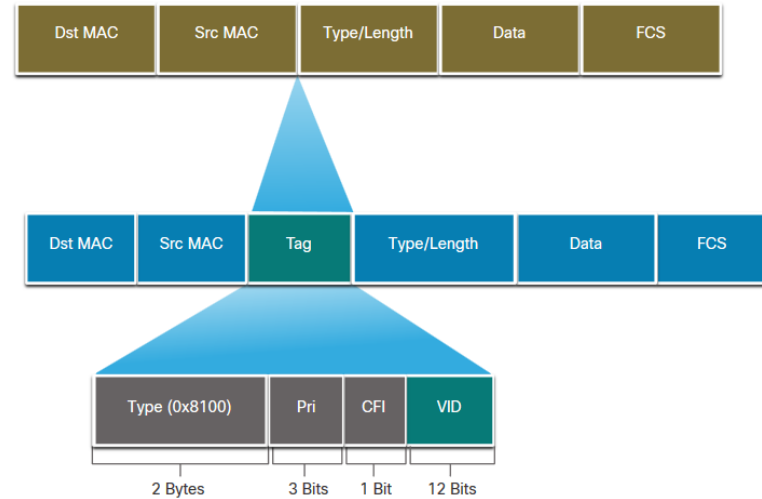 Dst MAC Src MAC Type/Length Data FCS
Dst MAC Src MAC Tag Type/Length Data FCS
Type (0x8100) Pri CFI VID
2 Bytes 3 Bits 1 Bit 12 Bits